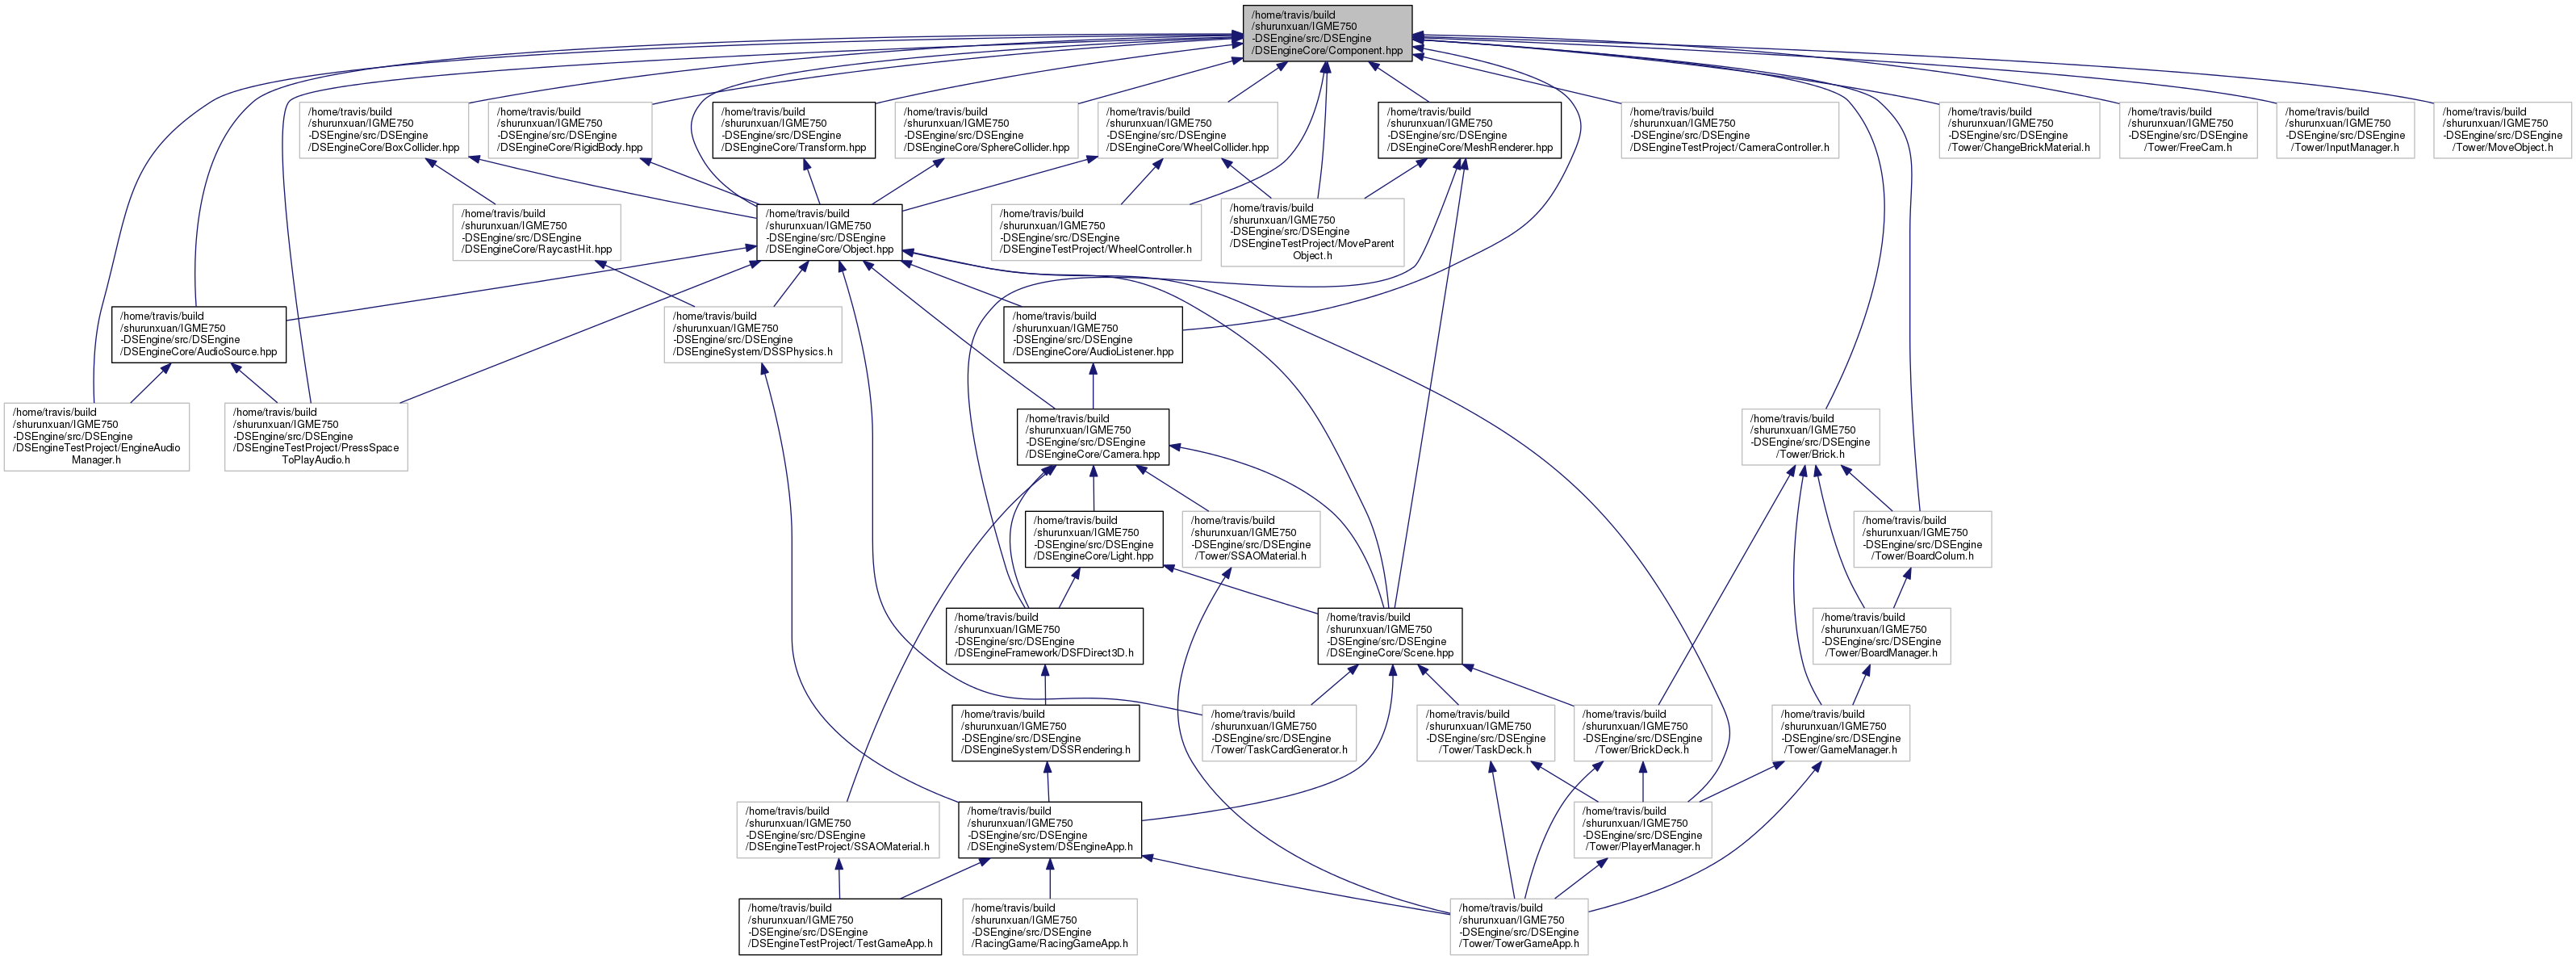 /home/travis/build
/shurunxuan/IGME750
-DSEngine/src/DSEngine
/DSEngineCore/Component.hpp
/home/travis/build
/shurunxuan/IGME750
-DSEngine/src/DSEngine
/DSEngineCore/BoxCollider.hpp
/home/travis/build
/shurunxuan/IGME750
-DSEngine/src/DSEngine
/DSEngineCore/RigidBody.hpp
/home/travis/build
/shurunxuan/IGME750
-DSEngine/src/DSEngine
/DSEngineCore/Transform.hpp
/home/travis/build
/shurunxuan/IGME750
-DSEngine/src/DSEngine
/DSEngineCore/SphereCollider.hpp
/home/travis/build
/shurunxuan/IGME750
-DSEngine/src/DSEngine
/DSEngineCore/WheelCollider.hpp
/home/travis/build
/shurunxuan/IGME750
-DSEngine/src/DSEngine
/DSEngineCore/MeshRenderer.hpp
/home/travis/build
/shurunxuan/IGME750
-DSEngine/src/DSEngine
/DSEngineTestProject/CameraController.h
/home/travis/build
/shurunxuan/IGME750
-DSEngine/src/DSEngine
/Tower/ChangeBrickMaterial.h
/home/travis/build
/shurunxuan/IGME750
-DSEngine/src/DSEngine
/Tower/FreeCam.h
/home/travis/build
/shurunxuan/IGME750
-DSEngine/src/DSEngine
/Tower/InputManager.h
/home/travis/build
/shurunxuan/IGME750
-DSEngine/src/DSEngine
/Tower/MoveObject.h
/home/travis/build
/shurunxuan/IGME750
-DSEngine/src/DSEngine
/DSEngineCore/RaycastHit.hpp
/home/travis/build
/shurunxuan/IGME750
-DSEngine/src/DSEngine
/DSEngineCore/Object.hpp
/home/travis/build
/shurunxuan/IGME750
-DSEngine/src/DSEngine
/DSEngineTestProject/WheelController.h
/home/travis/build
/shurunxuan/IGME750
-DSEngine/src/DSEngine
/DSEngineTestProject/MoveParent
Object.h
/home/travis/build
/shurunxuan/IGME750
-DSEngine/src/DSEngine
/DSEngineCore/AudioSource.hpp
/home/travis/build
/shurunxuan/IGME750
-DSEngine/src/DSEngine
/DSEngineSystem/DSSPhysics.h
/home/travis/build
/shurunxuan/IGME750
-DSEngine/src/DSEngine
/DSEngineCore/AudioListener.hpp
/home/travis/build
/shurunxuan/IGME750
-DSEngine/src/DSEngine
/DSEngineTestProject/EngineAudio
Manager.h
/home/travis/build
/shurunxuan/IGME750
-DSEngine/src/DSEngine
/DSEngineTestProject/PressSpace
ToPlayAudio.h
/home/travis/build
/shurunxuan/IGME750
-DSEngine/src/DSEngine
/DSEngineCore/Camera.hpp
/home/travis/build
/shurunxuan/IGME750
-DSEngine/src/DSEngine
/Tower/Brick.h
/home/travis/build
/shurunxuan/IGME750
-DSEngine/src/DSEngine
/DSEngineCore/Light.hpp
/home/travis/build
/shurunxuan/IGME750
-DSEngine/src/DSEngine
/Tower/SSAOMaterial.h
/home/travis/build
/shurunxuan/IGME750
-DSEngine/src/DSEngine
/Tower/BoardColum.h
/home/travis/build
/shurunxuan/IGME750
-DSEngine/src/DSEngine
/DSEngineFramework/DSFDirect3D.h
/home/travis/build
/shurunxuan/IGME750
-DSEngine/src/DSEngine
/DSEngineCore/Scene.hpp
/home/travis/build
/shurunxuan/IGME750
-DSEngine/src/DSEngine
/Tower/BoardManager.h
/home/travis/build
/shurunxuan/IGME750
-DSEngine/src/DSEngine
/DSEngineSystem/DSSRendering.h
/home/travis/build
/shurunxuan/IGME750
-DSEngine/src/DSEngine
/Tower/TaskCardGenerator.h
/home/travis/build
/shurunxuan/IGME750
-DSEngine/src/DSEngine
/Tower/TaskDeck.h
/home/travis/build
/shurunxuan/IGME750
-DSEngine/src/DSEngine
/Tower/BrickDeck.h
/home/travis/build
/shurunxuan/IGME750
-DSEngine/src/DSEngine
/Tower/GameManager.h
/home/travis/build
/shurunxuan/IGME750
-DSEngine/src/DSEngine
/DSEngineTestProject/SSAOMaterial.h
/home/travis/build
/shurunxuan/IGME750
-DSEngine/src/DSEngine
/DSEngineSystem/DSEngineApp.h
/home/travis/build
/shurunxuan/IGME750
-DSEngine/src/DSEngine
/Tower/PlayerManager.h
/home/travis/build
/shurunxuan/IGME750
-DSEngine/src/DSEngine
/DSEngineTestProject/TestGameApp.h
/home/travis/build
/shurunxuan/IGME750
-DSEngine/src/DSEngine
/RacingGame/RacingGameApp.h
/home/travis/build
/shurunxuan/IGME750
-DSEngine/src/DSEngine
/Tower/TowerGameApp.h